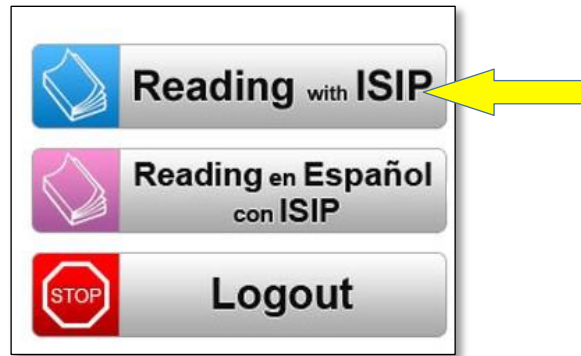 Reading with ISIP
Reading en Español
con ISIP
STOP
Logout